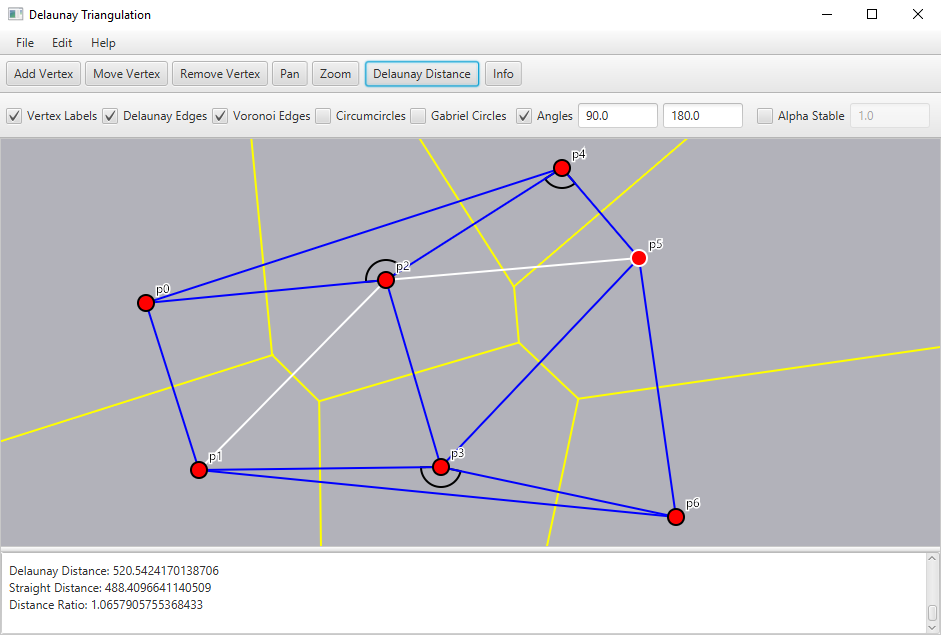 Delaunay Triangulation
File Edit Help
Add Vertex Move Vertex Remove Vertex Pan Zoom Delaunay Distance Info
Vertex Labels Delaunay Edges Voronoi Edges Circumcircles Gabriel Circles Angles 90.0 180.0 Alpha Stable 1.0
p4
p5
p2
p0
p3
p1
p6
Delaunay Distance: 520.5424170138706
Straight Distance: 488.4096641140509
Distance Ratio: 1.0657905755368433